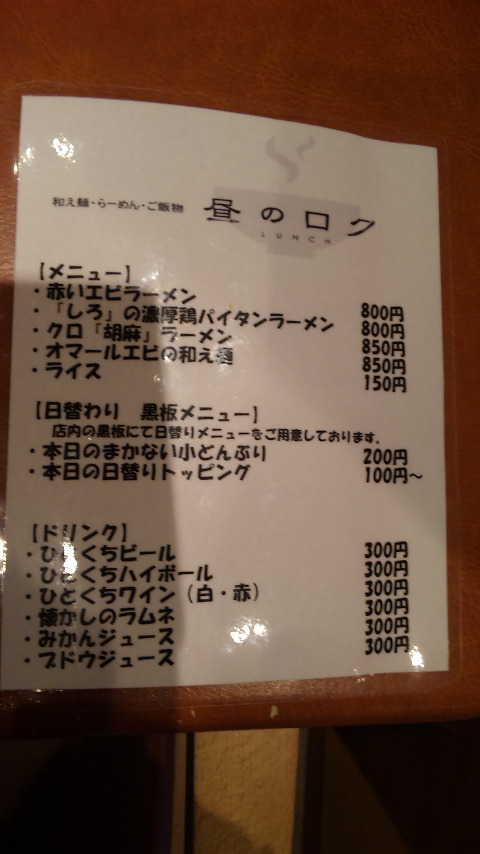 和え麺・らーめん・ご飯物 昼のロク
LUNCH
【メニュー】
・赤いエビラーメン 800円
・「しろ」の濃厚鶏パイタンラーメン 800円
・クロ「胡麻」ラーメン 850円
・オマールエビの和え麺 850円
・ライス 150円
【日替わり 黒板メニュー】
店内の黒板にて日替りメニューをご用意しております。
・本日のまかない小どんぶり 200円
・本日の日替りトッピング 100円～
【ドリンク】
・ひとくちビール 300円
・ひとくちハイボール 300円
・ひとくちワイン（白・赤） 300円
・懐かしのラムネ 300円
・みかんジュース 300円
・ブドウジュース 300円